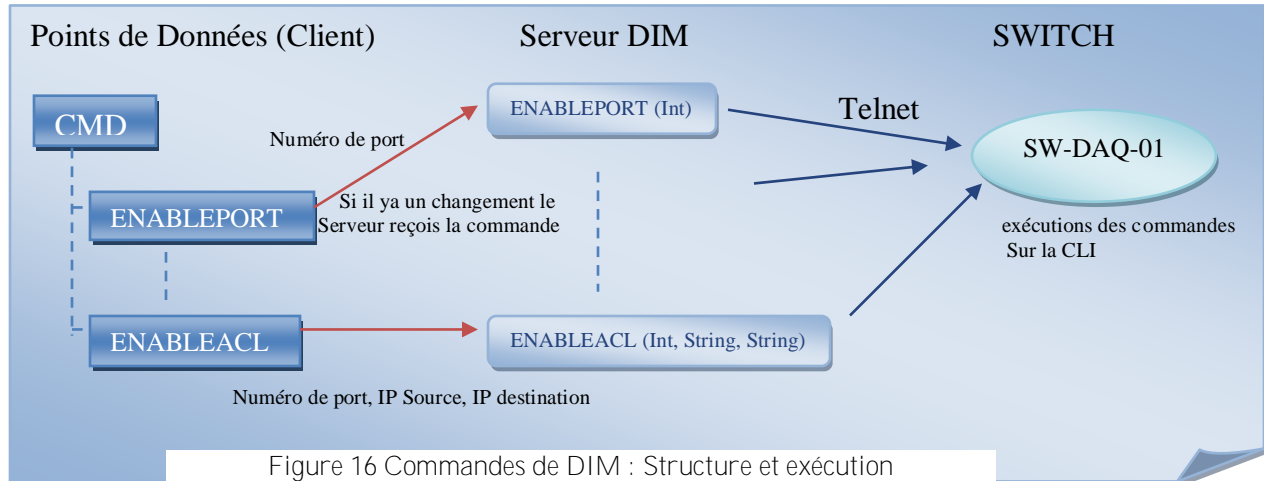 Points de Données (Client)
Serveur DIM
SWITCH
CMD
ENABLEPORT (Int)
Telnet
Numéro de port
SW-DAQ-01
ENABLEPORT
Si il ya un changement le
Serveur reçois la commande
exécutions des commandes
Sur la CLI
ENABLEACL
ENABLEACL (Int, String, String)
Numéro de port, IP Source, IP destination
Figure 16 Commandes de DIM : Structure et exécution